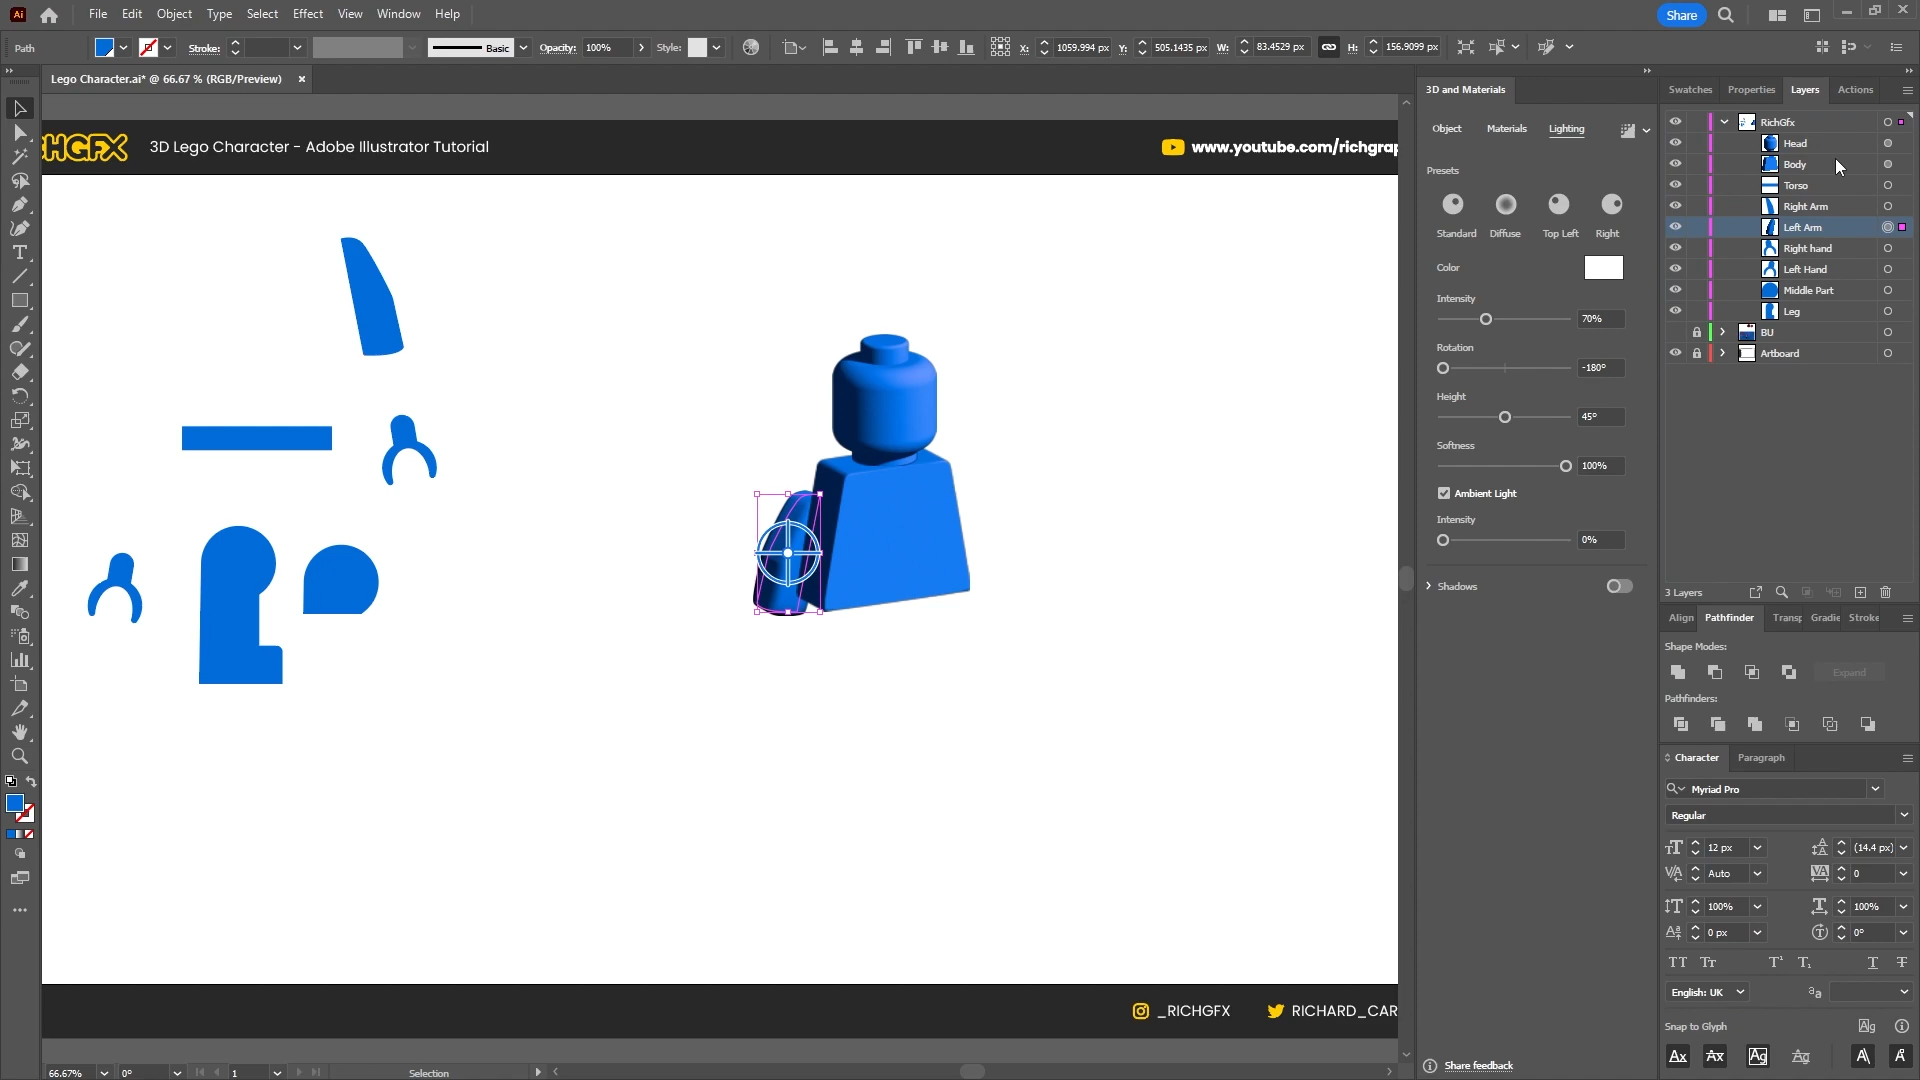 Ai File Edit Object Type Select Effect View Window Help Share
Path Stroke: Basic Opacity: 100% Style: X: 1059.994 px Y: 505.1435 px W: 83.4529 px H: 156.9099 px
Lego Character.ai* @ 66.67 % (RGB/Preview) ×
3D and Materials
Swatches Properties Layers Actions
Object Materials Lighting
RichGfx
Head
Body
Torso
Right Arm
Left Arm
Right hand
Left Hand
Middle Part
Leg
BU
Artboard
3 Layers
CHGFX 3D Lego Character - Adobe Illustrator Tutorial www.youtube.com/richgrap
Presets
Standard Diffuse Top Left Right
Color
Intensity
70%
Rotation
-180°
Height
45°
Softness
100%
Ambient Light
Intensity
0%
Shadows
Align Pathfinder Transp Gradie Stroke
Shape Modes:
Expand
Pathfinders:
Character Paragraph
Myriad Pro
Regular
12 px (14.4 px)
Auto 0
100% 100%
0 px 0°
English: UK
Snap to Glyph
_RICHGFX RICHARD_CAR
Share feedback
66.67% 0° 1 Selection